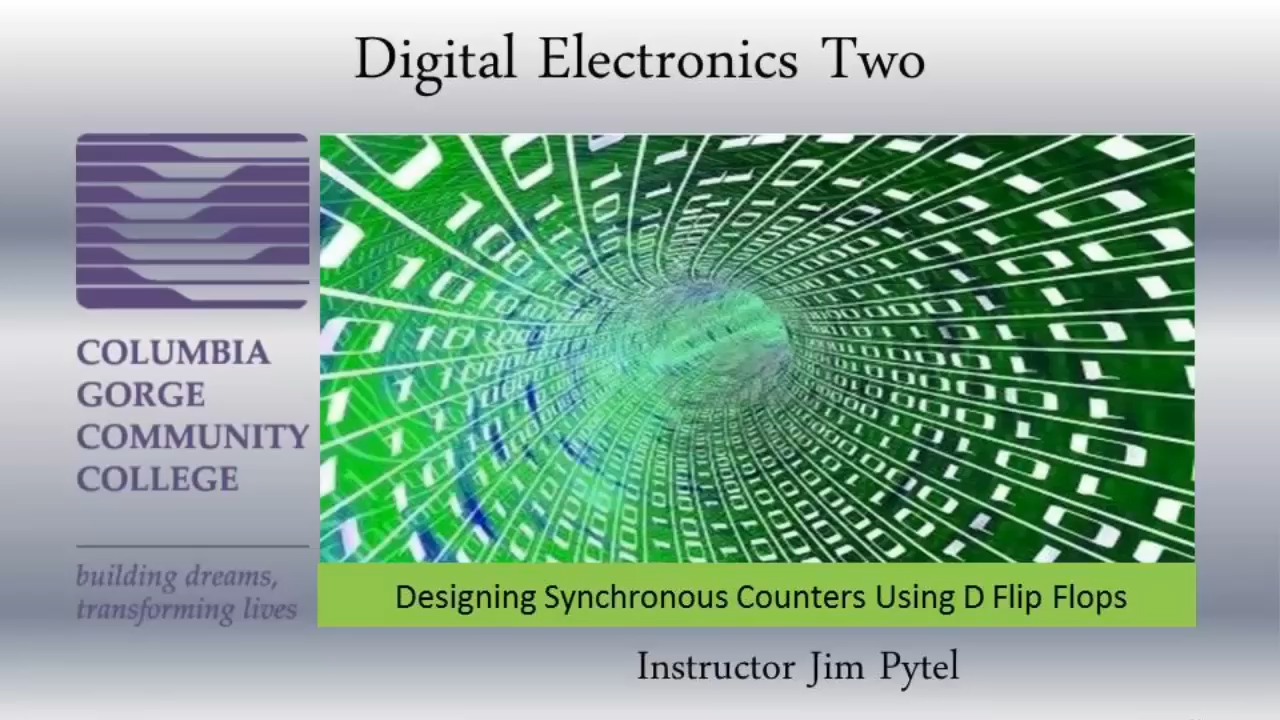 Digital Electronics Two
COLUMBIA
GORGE
COMMUNITY
COLLEGE
building dreams,
transforming lives
Designing Synchronous Counters Using D Flip Flops
Instructor Jim Pytel